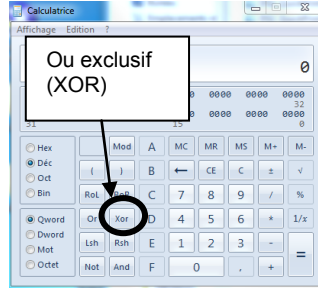 Calculatrice
Affichage Edition ?
Ou exclusif
(XOR)
0
0000 0000 0000
32
0000 0000 0000
31 15 0
Hex Mod A MC MR MS M+ M-
Déc ( ) B ← CE C ± √
Oct
Bin RoL RoR C 7 8 9 / %
Qword Or Xor D 4 5 6 * 1/x
Dword Lsh Rsh E 1 2 3 - =
Mot
Octet Not And F 0 , +